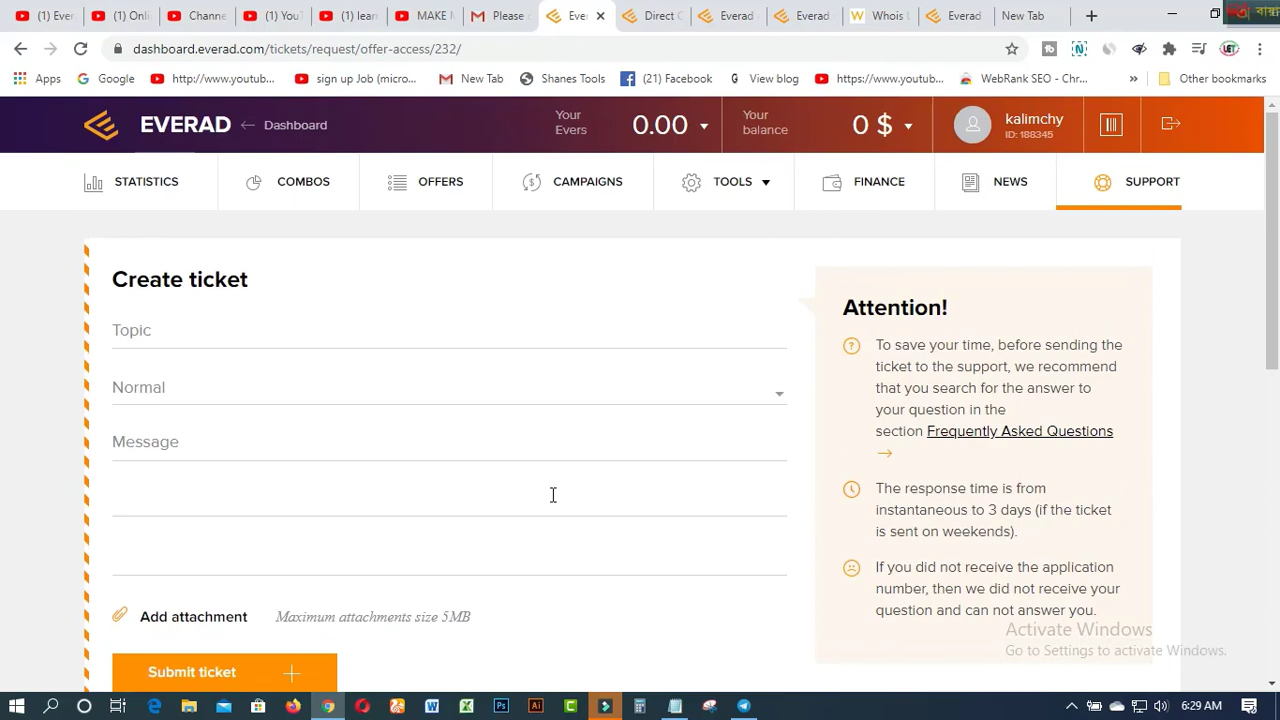 (1) Ever
(1) Onli
Channe
(1) YouT
(1) lear
MAKE I
Please
Ever
Direct C
Everad
Everad
Whois L
Everad
New Tab
dashboard.everad.com/tickets/request/offer-access/232/
Apps
Google
http://www.youtub...
sign up Job (micro...
New Tab
Shanes Tools
(21) Facebook
View blog
https://www.youtu...
WebRank SEO - Chr...
Other bookmarks
EVERAD
Dashboard
Your
Evers
0.00
Your
balance
0 $
kalimchy
ID: 188345
STATISTICS
COMBOS
OFFERS
CAMPAIGNS
TOOLS
FINANCE
NEWS
SUPPORT
Create ticket
Topic
Normal
Message
Add attachment
Maximum attachments size 5MB
Submit ticket
Attention!
To save your time, before sending the
ticket to the support, we recommend
that you search for the answer to
your question in the
section Frequently Asked Questions
→
The response time is from
instantaneous to 3 days (if the ticket
is sent on weekends).
If you did not receive the application
number, then we did not receive your
question and can not answer you.
Activate Windows
Go to Settings to activate Windows.
6:29 AM